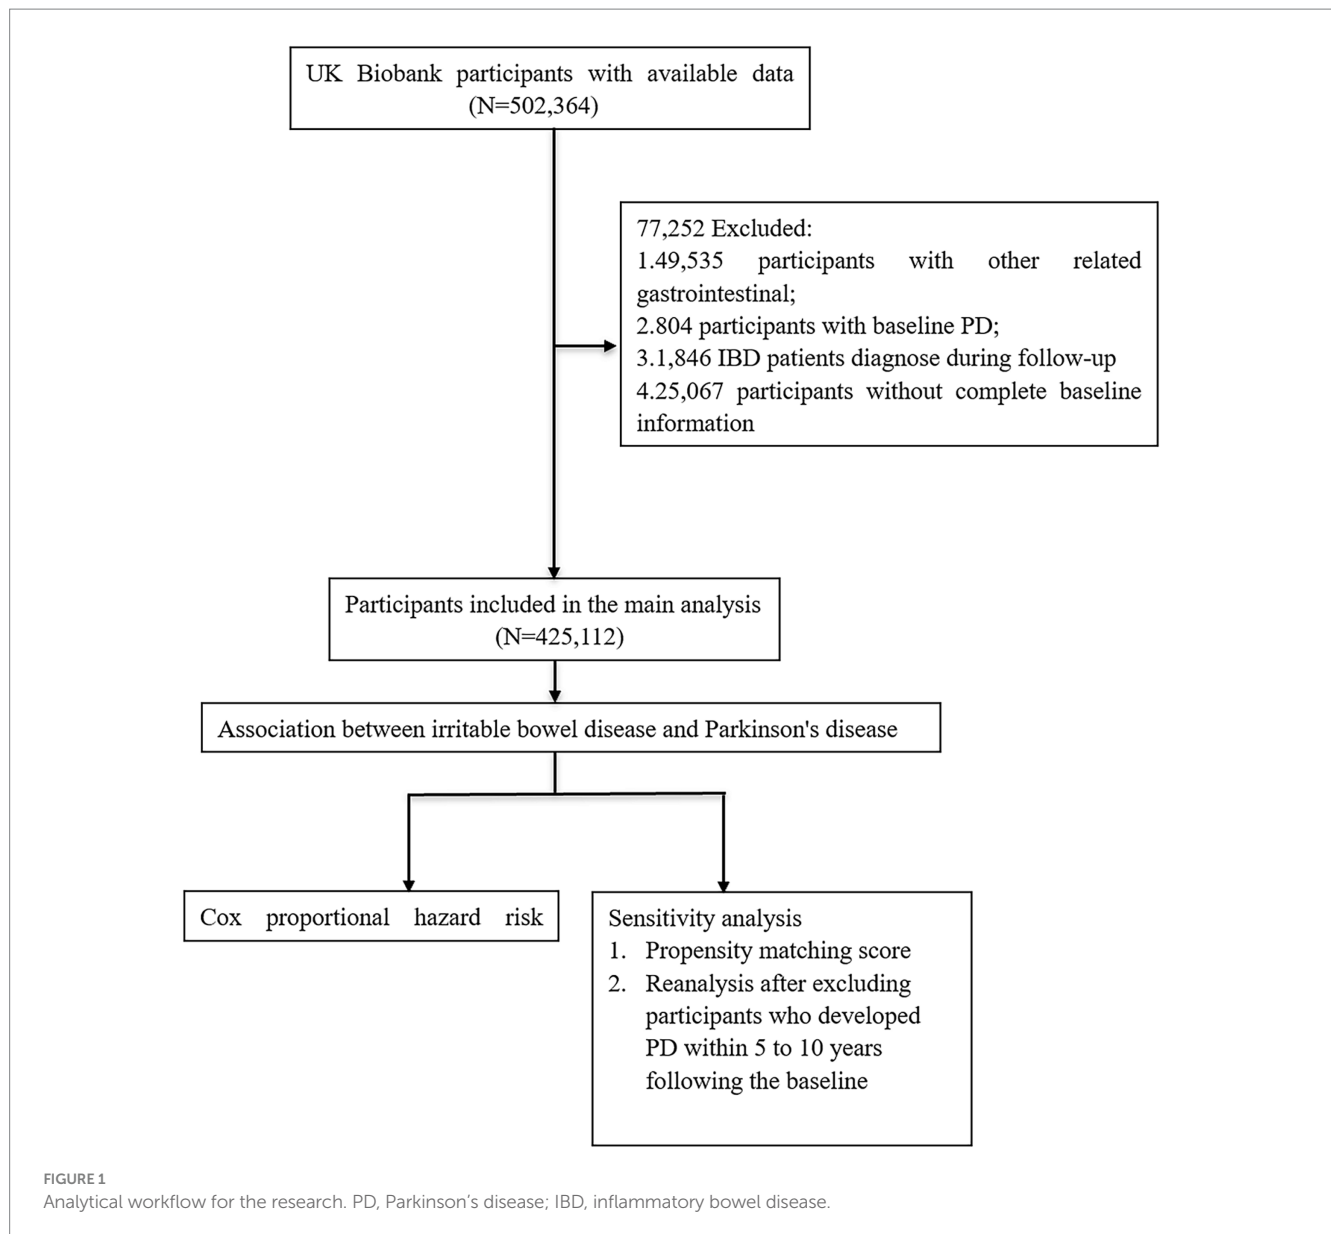 UK Biobank participants with available data
(N=502,364)
77,252 Excluded:
1.49,535 participants with other related
gastrointestinal;
2.804 participants with baseline PD;
3.1,846 IBD patients diagnose during follow-up
4.25,067 participants without complete baseline
information
Participants included in the main analysis
(N=425,112)
Association between irritable bowel disease and Parkinson's disease
Cox proportional hazard risk
Sensitivity analysis
1. Propensity matching score
2. Reanalysis after excluding
participants who developed
PD within 5 to 10 years
following the baseline
FIGURE 1
Analytical workflow for the research. PD, Parkinson’s disease; IBD, inflammatory bowel disease.